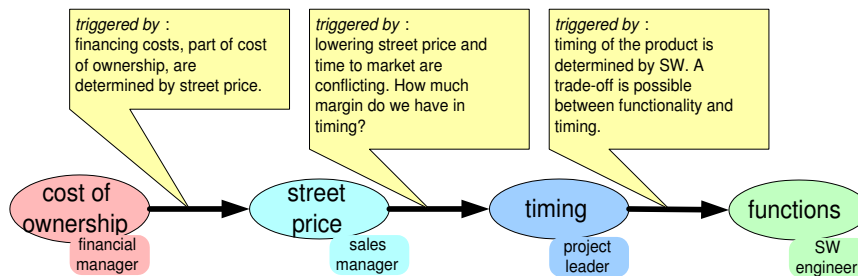 triggered by :
financing costs, part of cost
of ownership, are
determined by street price.
triggered by :
lowering street price and
time to market are
conflicting. How much
margin do we have in
timing?
triggered by :
timing of the product is
determined by SW. A
trade-off is possible
between functionality and
timing.
cost of
ownership
financial
manager
street
price
sales
manager
timing
project
leader
functions
SW
engineer